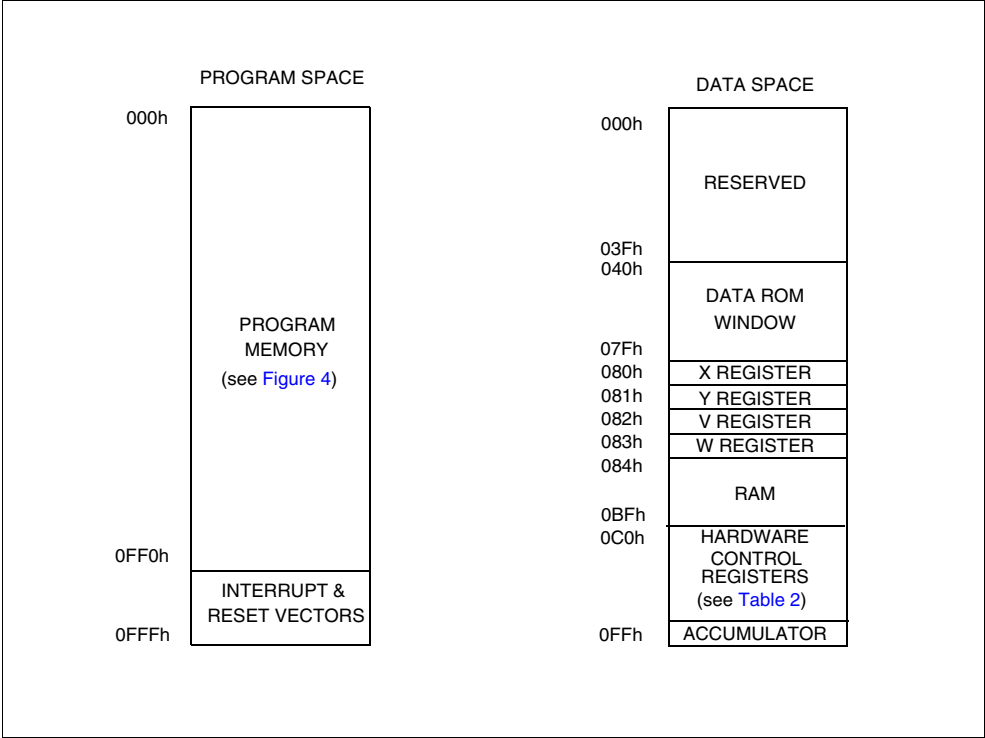 PROGRAM SPACE
000h
PROGRAM
MEMORY
(see Figure 4)
0FF0h
INTERRUPT &
RESET VECTORS
0FFFh
DATA SPACE
000h
RESERVED
03Fh
040h
DATA ROM
WINDOW
07Fh
080h X REGISTER
081h Y REGISTER
082h V REGISTER
083h W REGISTER
084h
RAM
0BFh
0C0h HARDWARE
CONTROL
REGISTERS
(see Table 2)
0FFh ACCUMULATOR